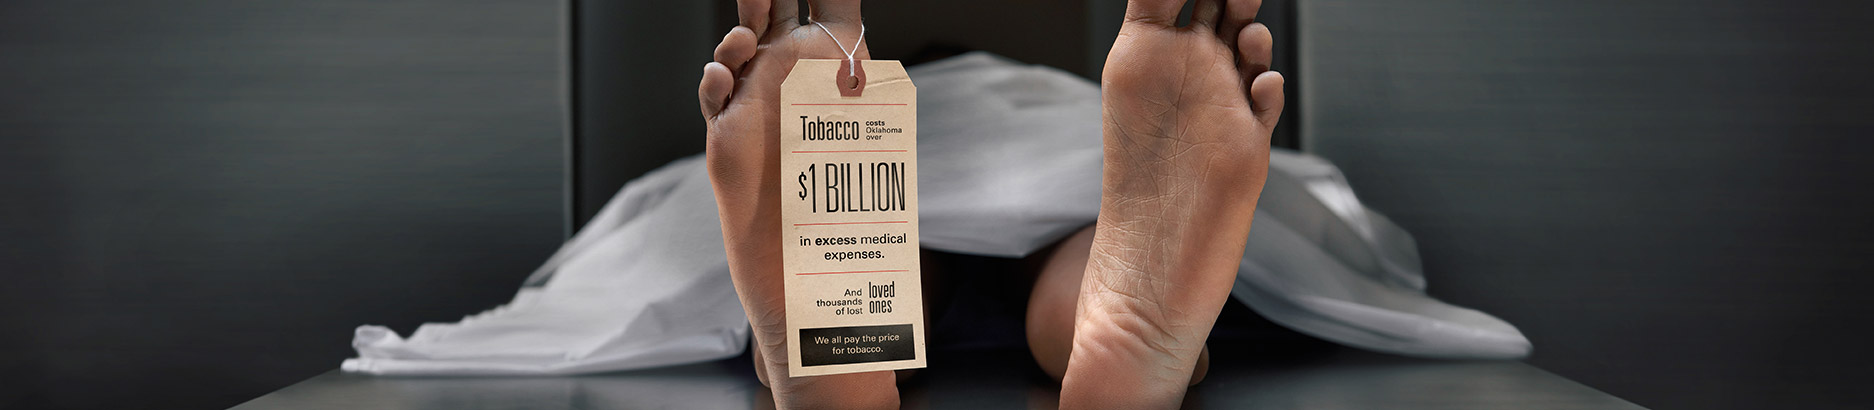 Tobacco costs
Oklahoma
over
$1 BILLION
in excess medical
expenses.
And
thousands
of lost
loved
ones
We all pay the price
for tobacco.